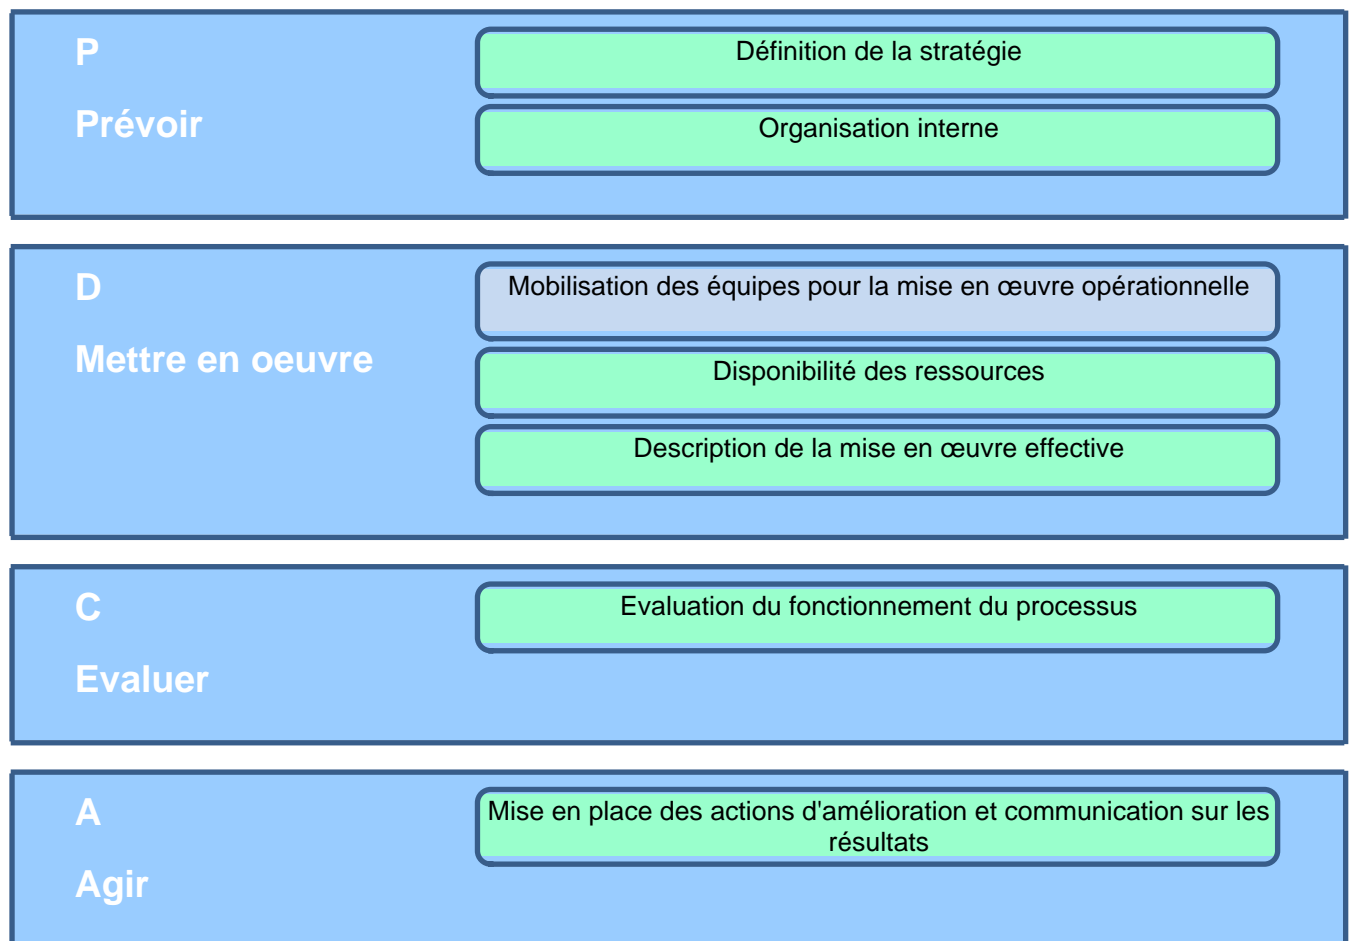 P
Prévoir
Définition de la stratégie
Organisation interne
D
Mettre en oeuvre
Mobilisation des équipes pour la mise en œuvre opérationnelle
Disponibilité des ressources
Description de la mise en œuvre effective
C
Evaluer
Evaluation du fonctionnement du processus
A
Agir
Mise en place des actions d'amélioration et communication sur les
résultats